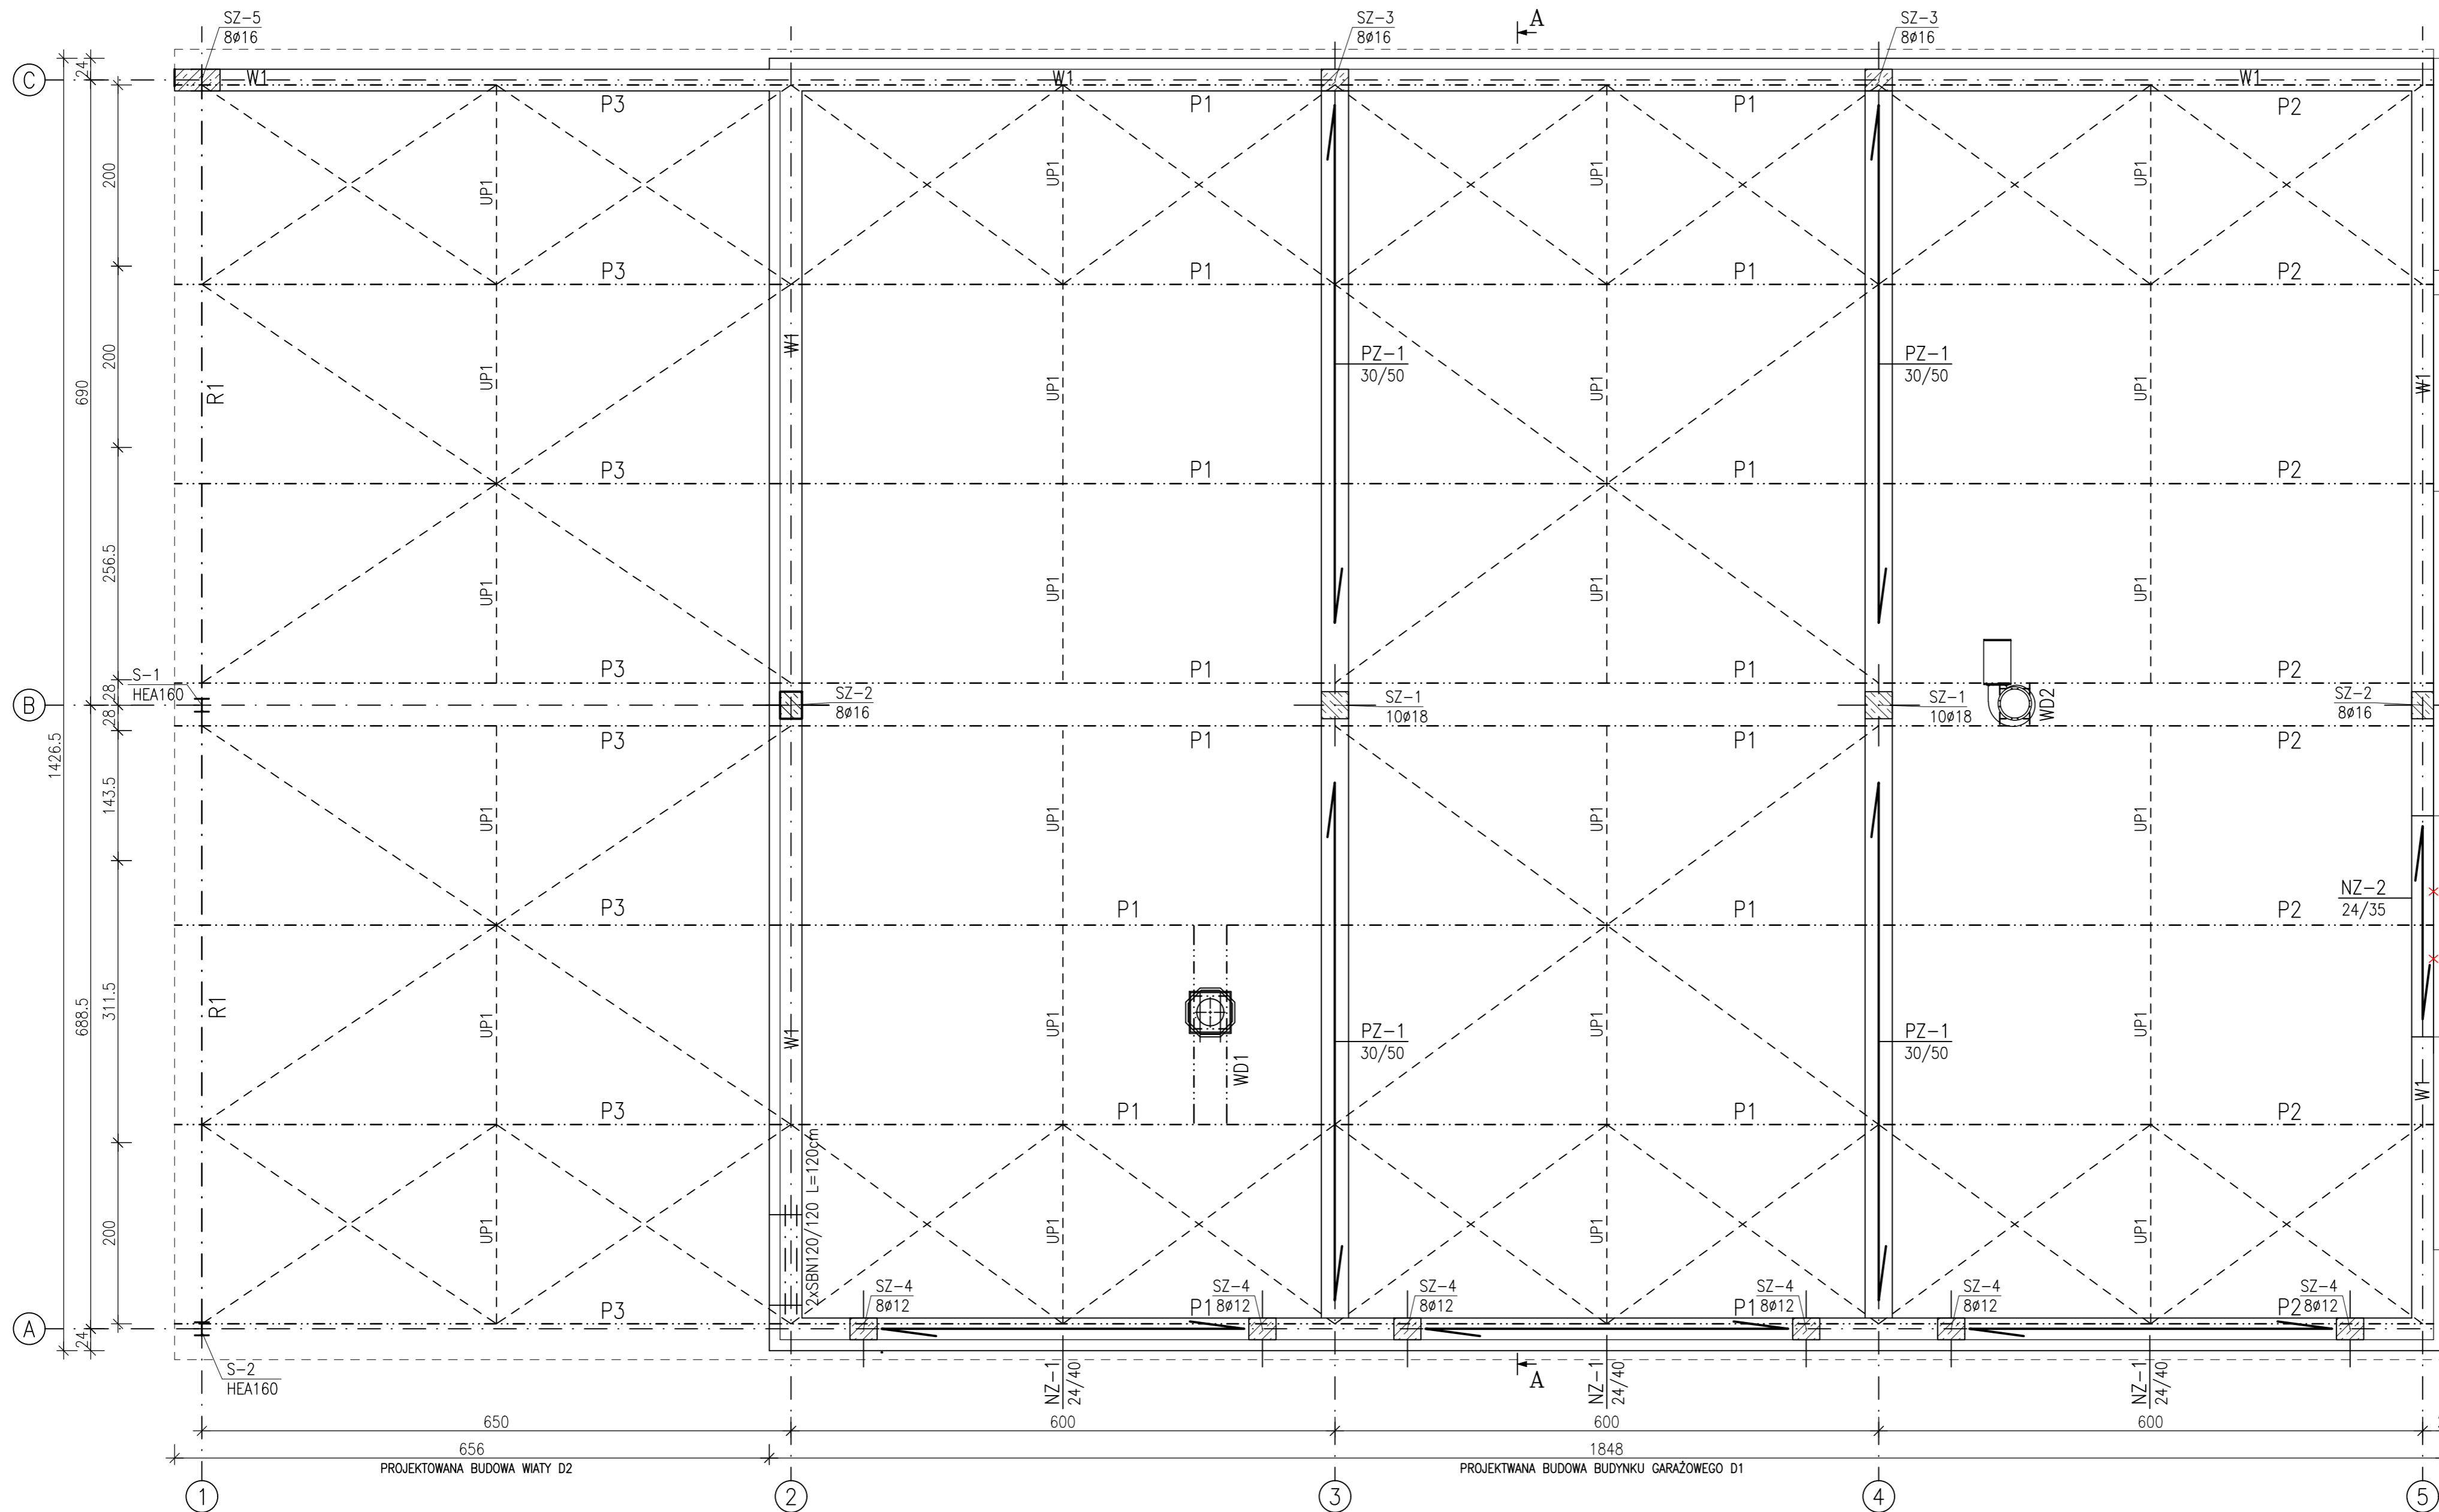 SZ-5
8ø16
SZ-3
8ø16
A
SZ-3
8ø16
C
24
W1
W1
W1
P3
P1
P1
P2
200
UP1
UP1
UP1
UP1
P3
P1
P1
P2
200
690
R1
UP1
W1
UP1
PZ-1
30/50
UP1
PZ-1
30/50
UP1
W1
P3
P1
P1
P2
256.5
UP1
UP1
UP1
UP1
P3
P1
P1
P2
S-1
HEA160
28
B
28
SZ-2
8ø16
SZ-1
10ø18
SZ-1
10ø18
WD2
SZ-2
8ø16
P3
P1
P1
P2
1426.5
143.5
UP1
UP1
UP1
UP1
NZ-2
24/35
P3
P1
P1
P2
688.5
311.5
R1
UP1
W1
UP1
WD1
PZ-1
30/50
UP1
PZ-1
30/50
UP1
W1
P3
P1
P1
P2
2xSBN120/120 L=120cm
200
UP1
UP1
UP1
UP1
SZ-4
8ø12
SZ-4
8ø12
SZ-4
8ø12
SZ-4
8ø12
SZ-4
8ø12
SZ-4
8ø12
P3
P1
P1
P2
A
24
S-2
HEA160
NZ-1
24/40
A
NZ-1
24/40
NZ-1
24/40
650
600
600
600
656
1848
PROJEKTOWANA BUDOWA WIATY D2
PROJEKTWANA BUDOWA BUDYNKU GARAŻOWEGO D1
1
2
3
4
5